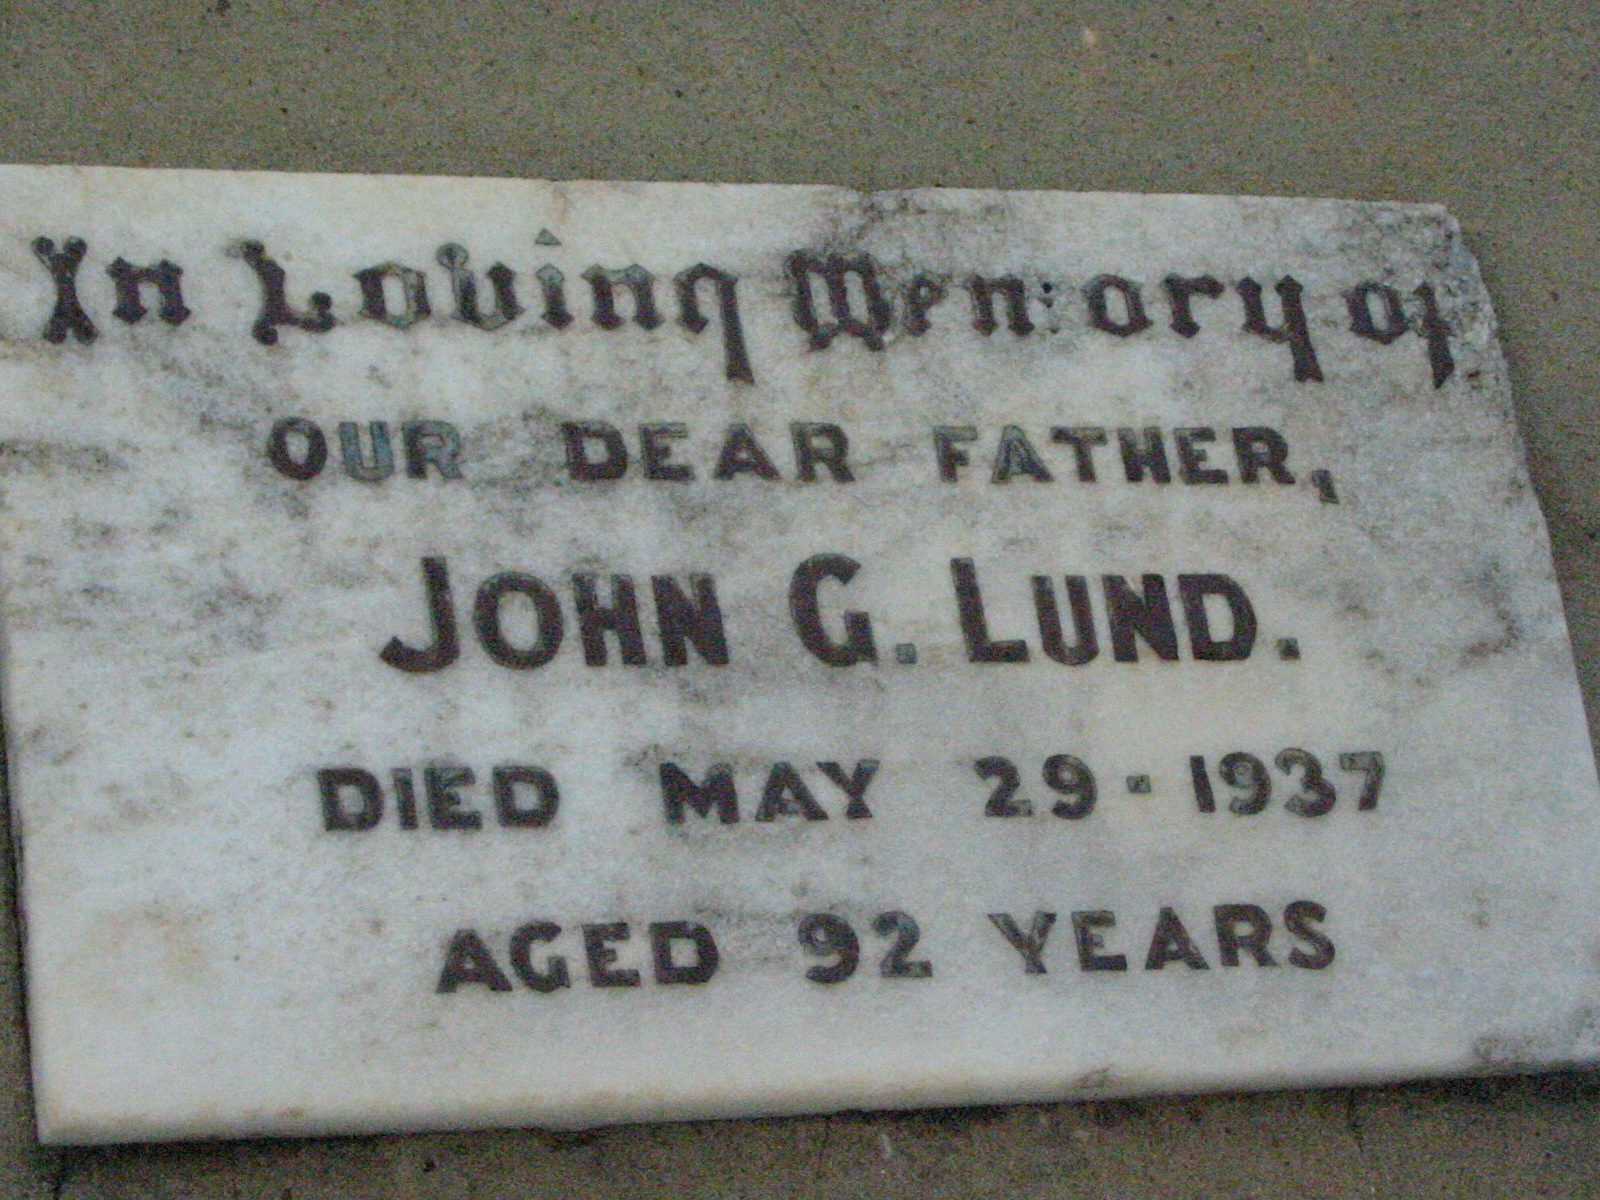 In Loving Memory of
OUR DEAR FATHER,
JOHN G. LUND.
DIED MAY 29 - 1937
AGED 92 YEARS